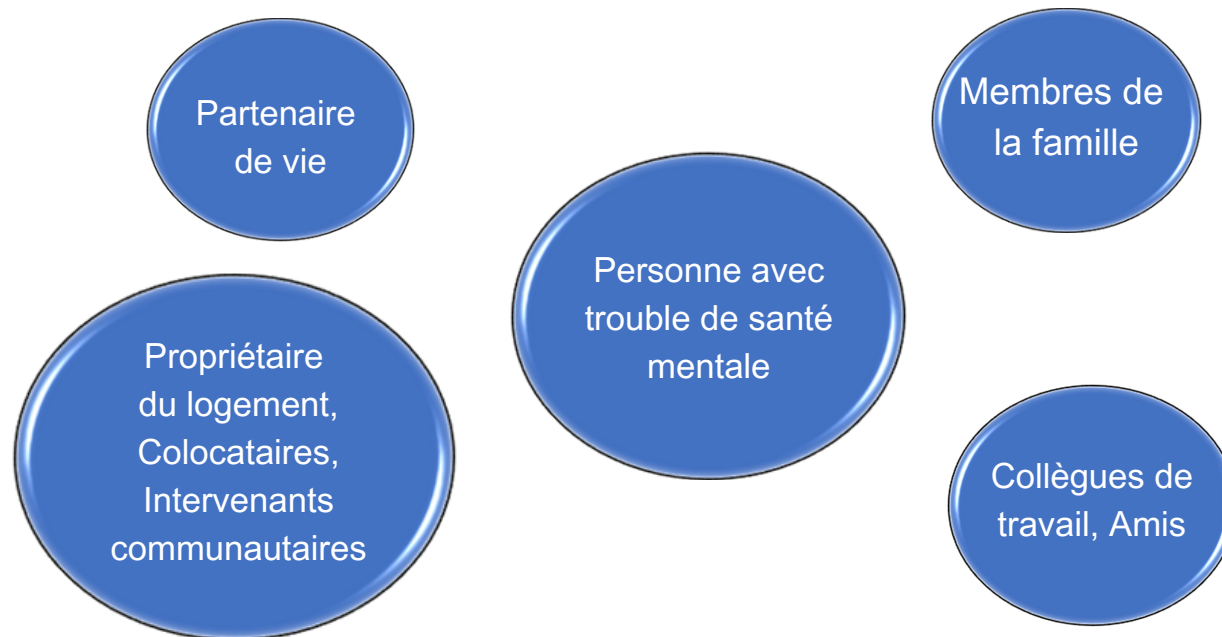 Partenaire
de vie
Membres de
la famille
Personne avec
trouble de santé
mentale
Propriétaire
du logement,
Colocataires,
Intervenants
communautaires
Collègues de
travail, Amis